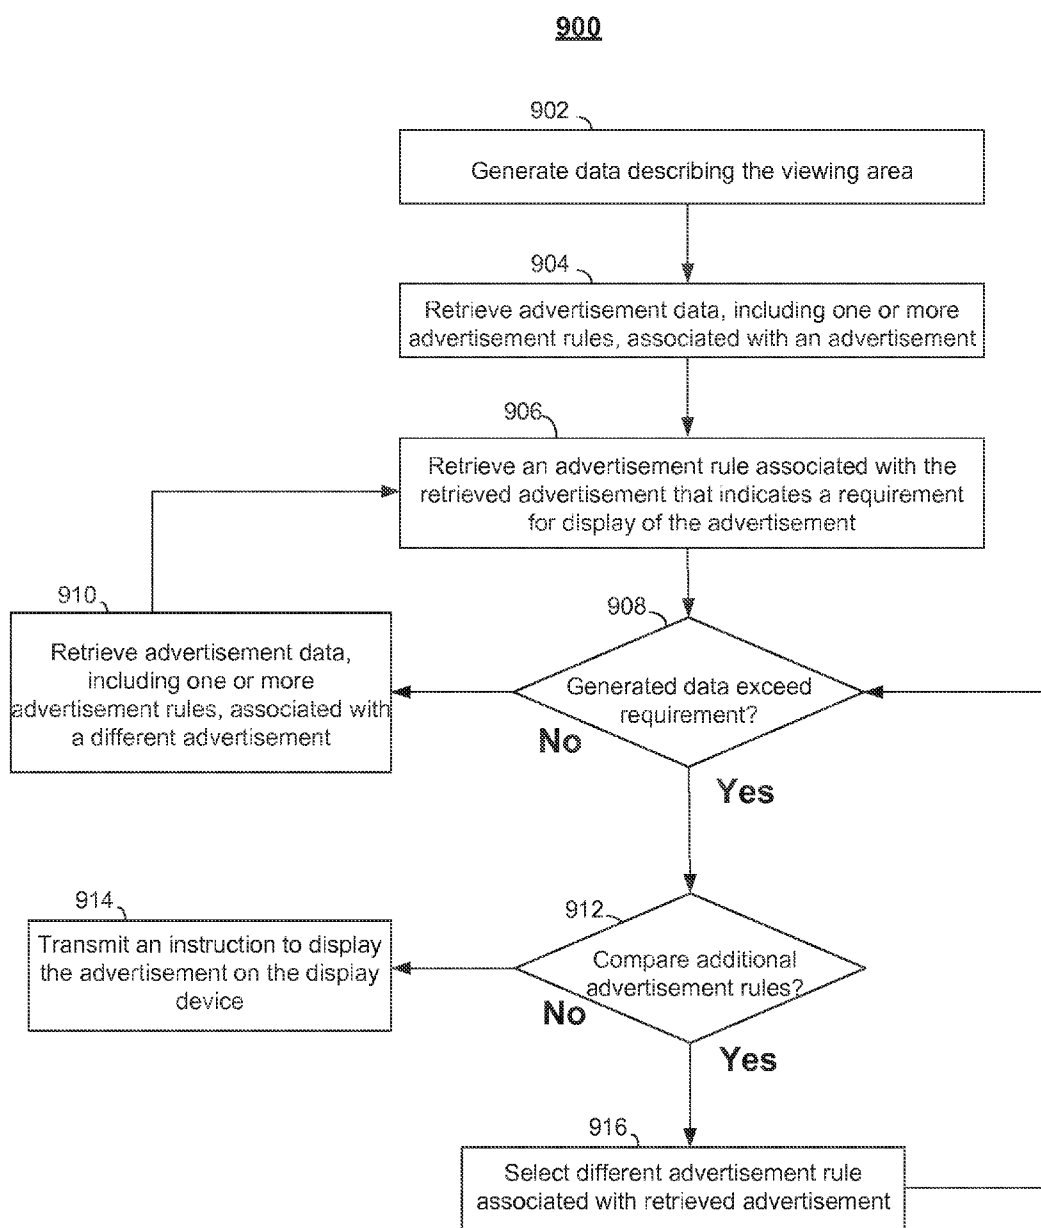 900
902
Generate data describing the viewing area
904
Retrieve advertisement data, including one or more
advertisement rules, associated with an advertisement
906
Retrieve an advertisement rule associated with the
retrieved advertisement that indicates a requirement
for display of the advertisement
910
Retrieve advertisement data,
including one or more
advertisement rules, associated with
a different advertisement
908
Generated data exceed
requirement?
No
Yes
914
Transmit an instruction to display
the advertisement on the display
device
912
Compare additional
advertisement rules?
No
Yes
916
Select different advertisement rule
associated with retrieved advertisement